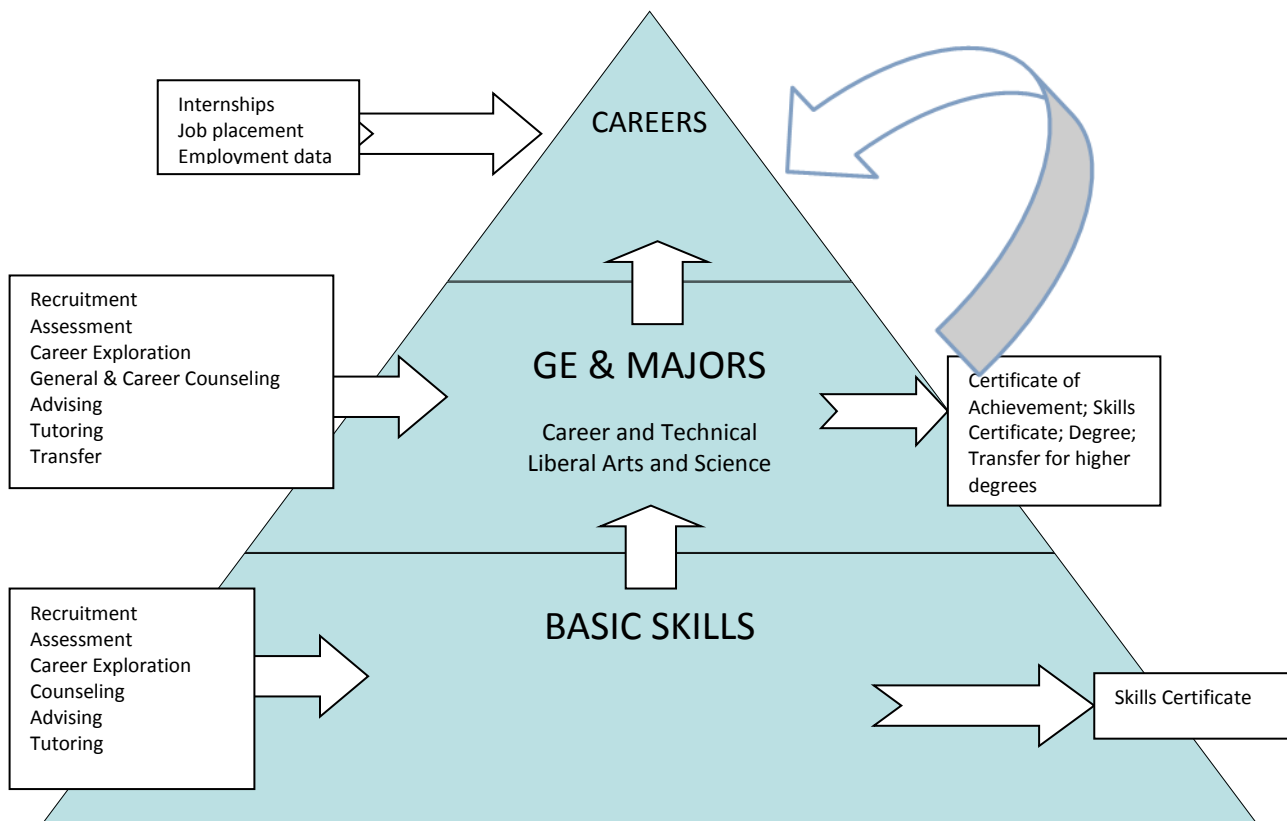 Internships
Job placement
Employment data
CAREERS
Recruitment
Assessment
Career Exploration
General & Career Counseling
Advising
Tutoring
Transfer
GE & MAJORS
Career and Technical
Liberal Arts and Science
Certificate of
Achievement; Skills
Certificate; Degree;
Transfer for higher
degrees
Recruitment
Assessment
Career Exploration
Counseling
Advising
Tutoring
BASIC SKILLS
Skills Certificate